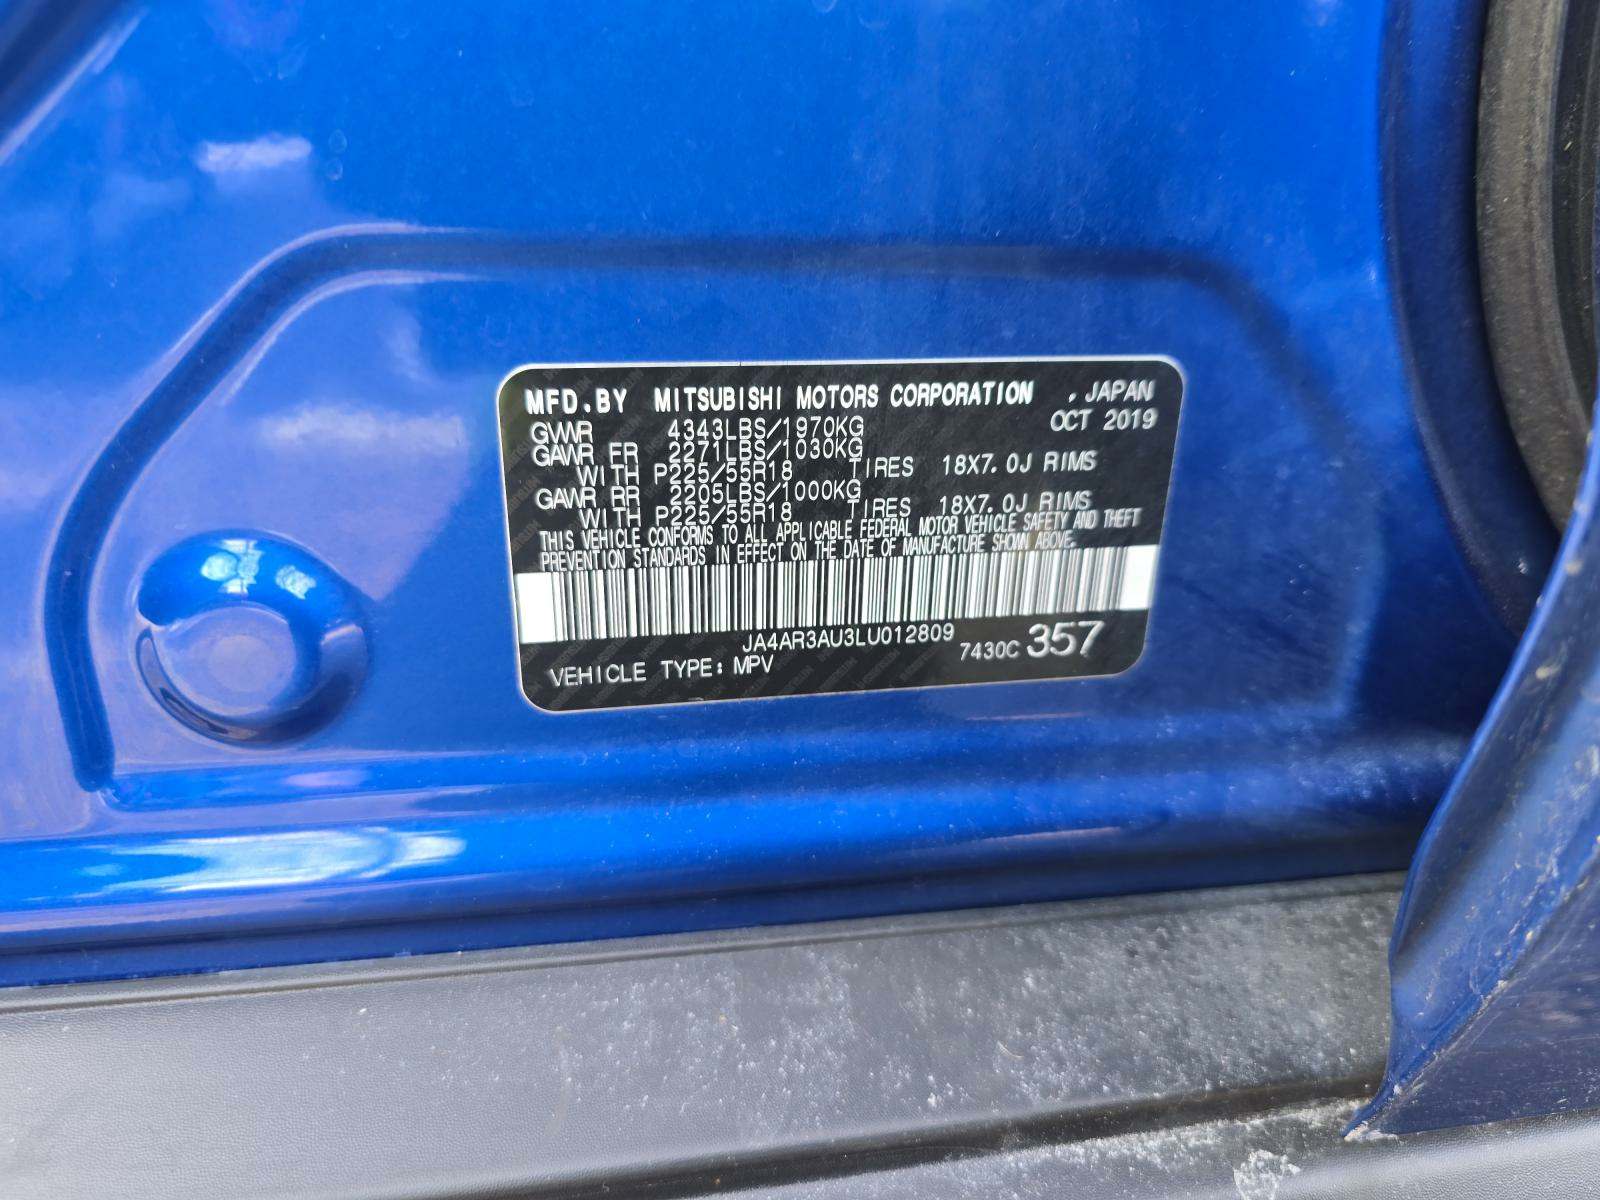 MFD.BY MITSUBISHI MOTORS CORPORATION , JAPAN
OCT 2019
GVWR 4343LBS/1970KG
GAWR FR 2271LBS/1030KG
WITH P225/55R18 TIRES 18X7.0J RIMS
GAWR RR 2205LBS/1000KG
WITH P225/55R18 TIRES 18X7.0J RIMS
THIS VEHICLE CONFORMS TO ALL APPLICABLE FEDERAL MOTOR VEHICLE SAFETY AND THEFT
PREVENTION STANDARDS IN EFFECT ON THE DATE OF MANUFACTURE SHOWN ABOVE.
JA4AR3AU3LU012809
VEHICLE TYPE: MPV 7430C 357